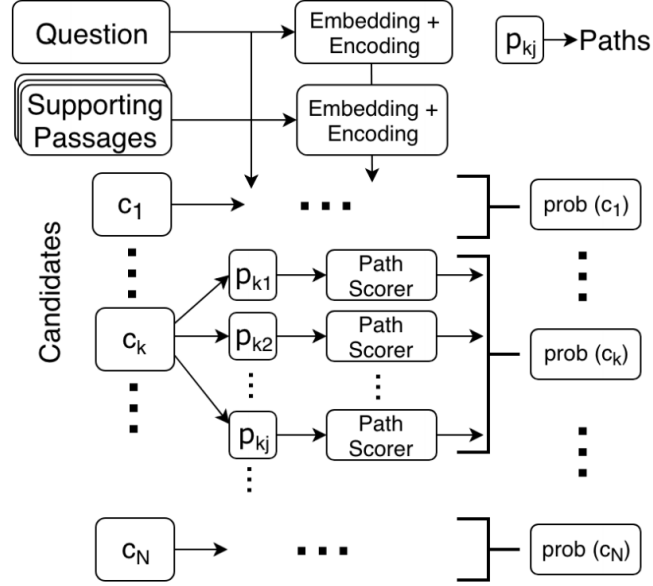 Question
Embedding +
Encoding
p_kj
Paths
Supporting
Passages
Embedding +
Encoding
Candidates
c_1
...
prob (c_1)
p_k1
Path
Scorer
c_k
p_k2
Path
Scorer
prob (c_k)
p_kj
Path
Scorer
c_N
...
prob (c_N)